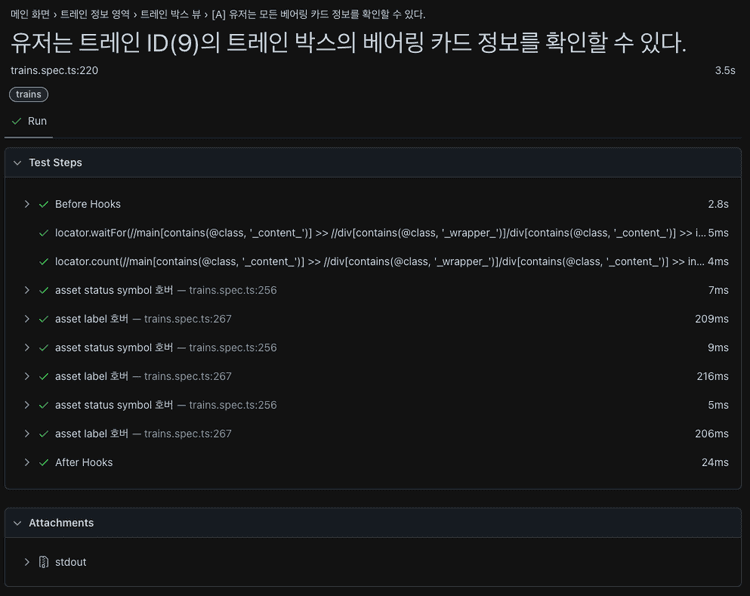 메인 화면 › 트레인 정보 영역 › 트레인 박스 뷰 › [A] 유저는 모든 베어링 카드 정보를 확인할 수 있다.
유저는 트레인 ID(9)의 트레인 박스의 베어링 카드 정보를 확인할 수 있다.
trains.spec.ts:220 3.5s
trains
Run
Test Steps
Before Hooks 2.8s
locator.waitFor(//main[contains(@class, '_content_')] >> //div[contains(@class, '_wrapper_')]/div[contains(@class, '_content_')] >> i... 5ms
locator.count(//main[contains(@class, '_content_')] >> //div[contains(@class, '_wrapper_')]/div[contains(@class, '_content_')] >> in... 4ms
asset status symbol 호버 — trains.spec.ts:256 7ms
asset label 호버 — trains.spec.ts:267 209ms
asset status symbol 호버 — trains.spec.ts:256 9ms
asset label 호버 — trains.spec.ts:267 216ms
asset status symbol 호버 — trains.spec.ts:256 5ms
asset label 호버 — trains.spec.ts:267 206ms
After Hooks 24ms
Attachments
stdout